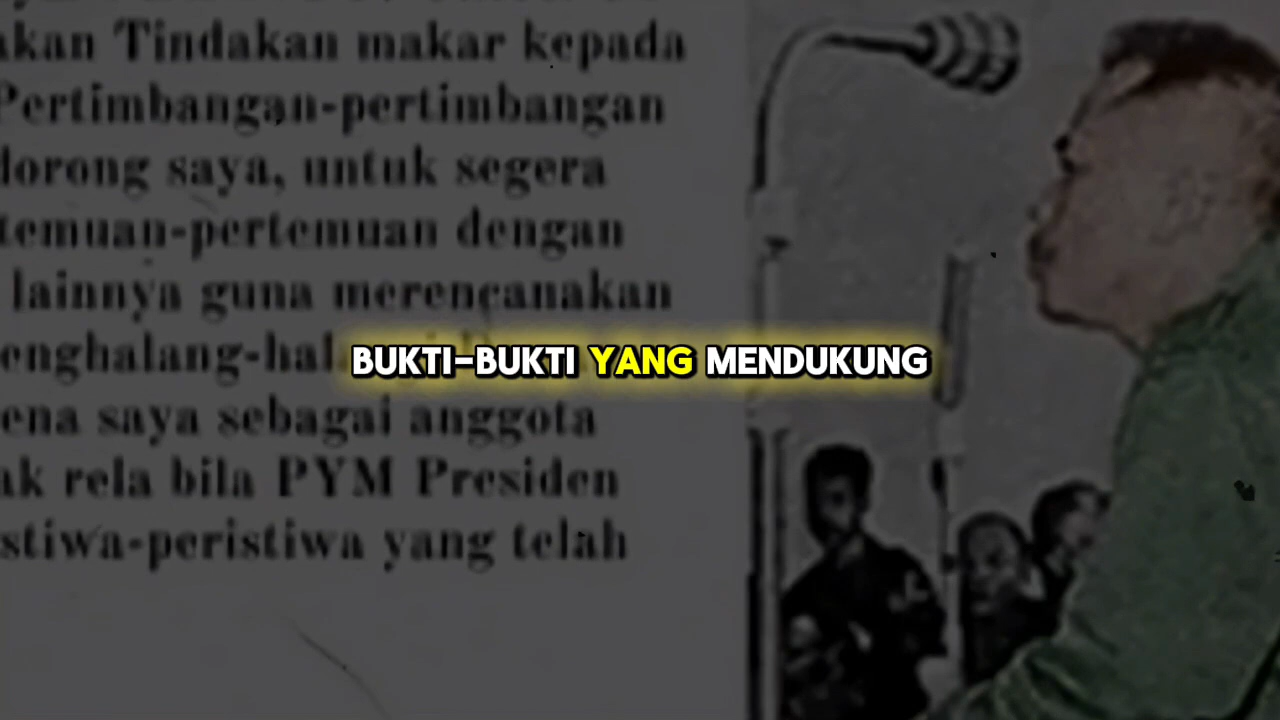 akan Tindakan makar kepada
Pertimbangan-pertimbangan
dorong saya, untuk segera
temuan-pertemuan dengan
lainnya guna merencanakan
enghalang-hal
BUKTI-BUKTI YANG MENDUKUNG
ena saya sebagai anggota
ak rela bila PYM Presiden
stiwa-peristiwa yang telah